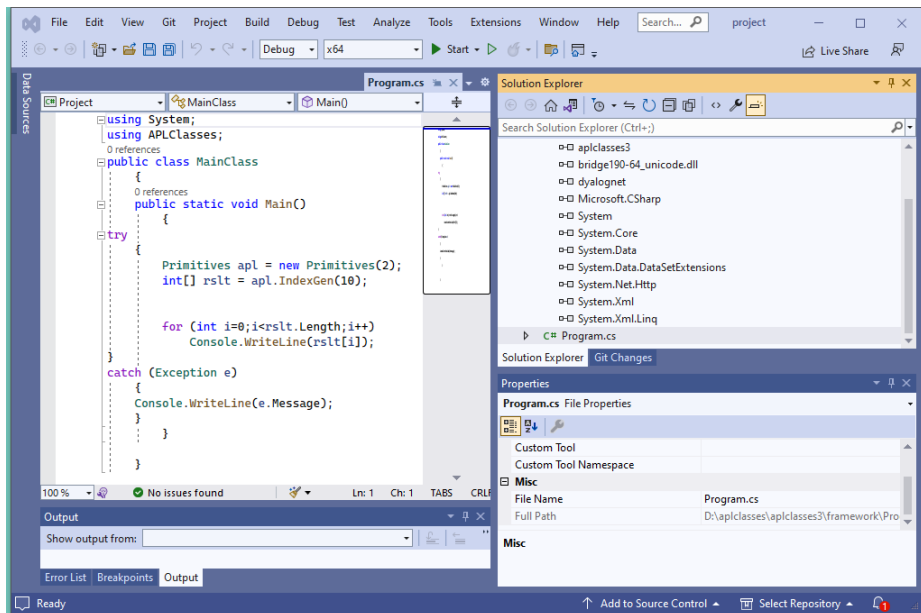 File Edit View Git Project Build Debug Test Analyze Tools Extensions Window Help Search... project
Debug x64 Start Live Share
Data Sources
Program.cs
Project MainClass Main()
using System;
using APLClasses;
0 references
public class MainClass
{
0 references
public static void Main()
{
try
{
Primitives apl = new Primitives(2);
int[] rslt = apl.IndexGen(10);
for (int i=0;i<rslt.Length;i++)
Console.WriteLine(rslt[i]);
}
catch (Exception e)
{
Console.WriteLine(e.Message);
}
}
}
100 % No issues found Ln: 1 Ch: 1 TABS CRLF
Output
Show output from:
Error List Breakpoints Output
Solution Explorer
Search Solution Explorer (Ctrl+;)
aplclasses3
bridge190-64_unicode.dll
dyalognet
Microsoft.CSharp
System
System.Core
System.Data
System.Data.DataSetExtensions
System.Net.Http
System.Xml
System.Xml.Linq
C# Program.cs
Solution Explorer Git Changes
Properties
Program.cs File Properties
Custom Tool
Custom Tool Namespace
Misc
File Name Program.cs
Full Path D:\aplclasses\aplclasses3\framework\Pro
Misc
Ready Add to Source Control Select Repository 1